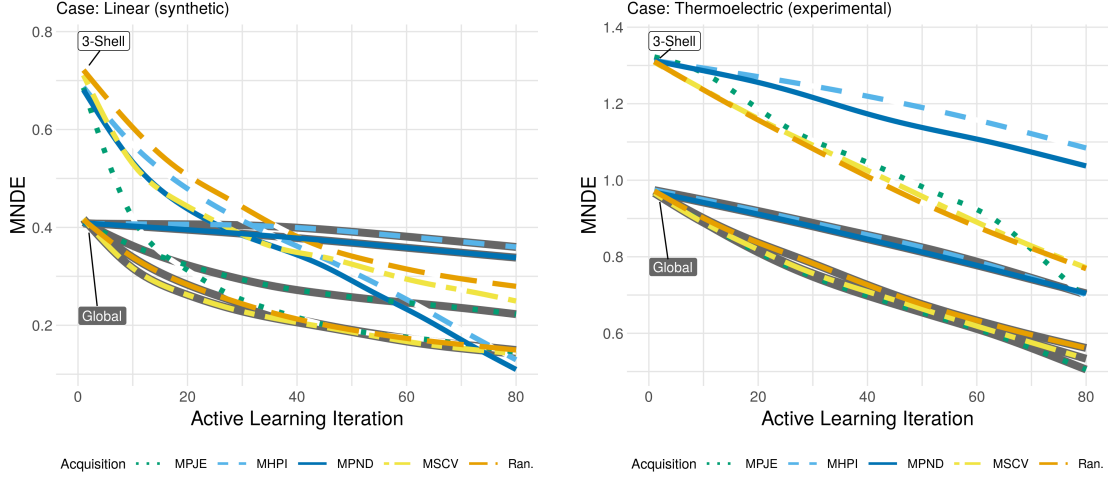 Case: Linear (synthetic)
0.8
0.6
0.4
0.2
MNDE
3-Shell
Global
0
20
40
60
80
Active Learning Iteration
Acquisition MPJE MHPI MPND MSCV Ran.
Case: Thermoelectric (experimental)
1.4
1.2
1.0
0.8
0.6
MNDE
3-Shell
Global
0
20
40
60
80
Active Learning Iteration
Acquisition MPJE MHPI MPND MSCV Ran.